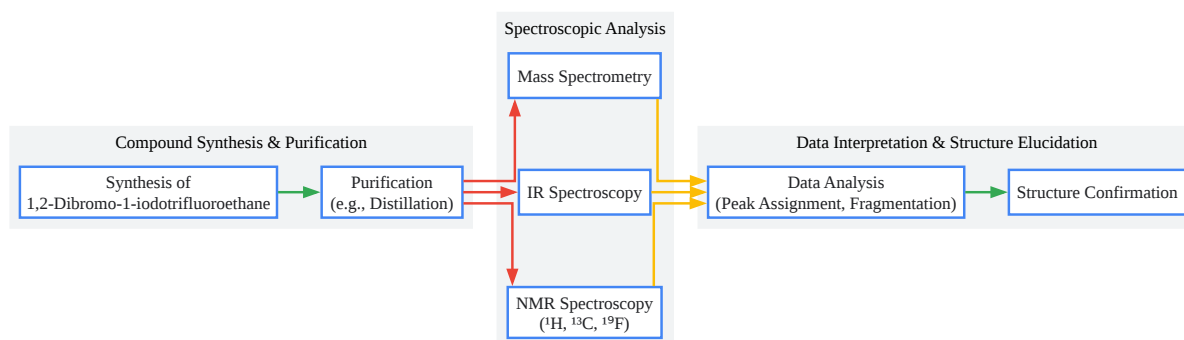 Compound Synthesis & Purification
Synthesis of
1,2-Dibromo-1-iodotrifluoroethane
Purification
(e.g., Distillation)
Spectroscopic Analysis
Mass Spectrometry
IR Spectroscopy
NMR Spectroscopy
(¹H, ¹³C, ¹⁹F)
Data Interpretation & Structure Elucidation
Data Analysis
(Peak Assignment, Fragmentation)
Structure Confirmation